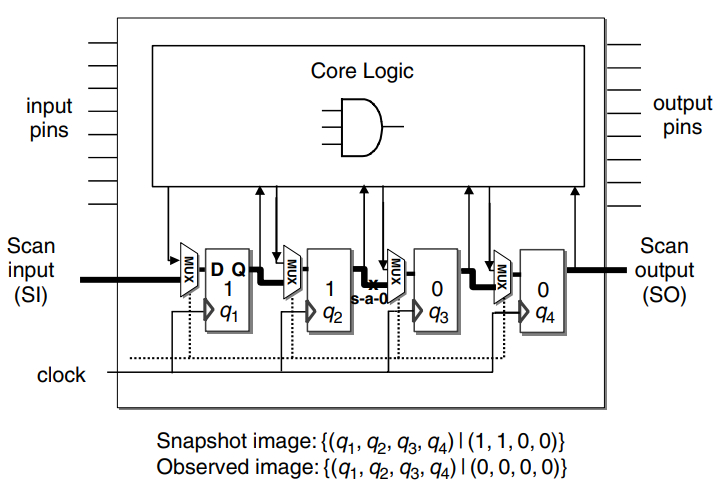 Core Logic
input
pins
output
pins
Scan
input
(SI)
Scan
output
(SO)
MUX
D Q
1
q1
MUX
1
q2
x
s-a-0
MUX
0
q3
MUX
0
q4
clock
Snapshot image: {(q1, q2, q3, q4) | (1, 1, 0, 0)}
Observed image: {(q1, q2, q3, q4) | (0, 0, 0, 0)}